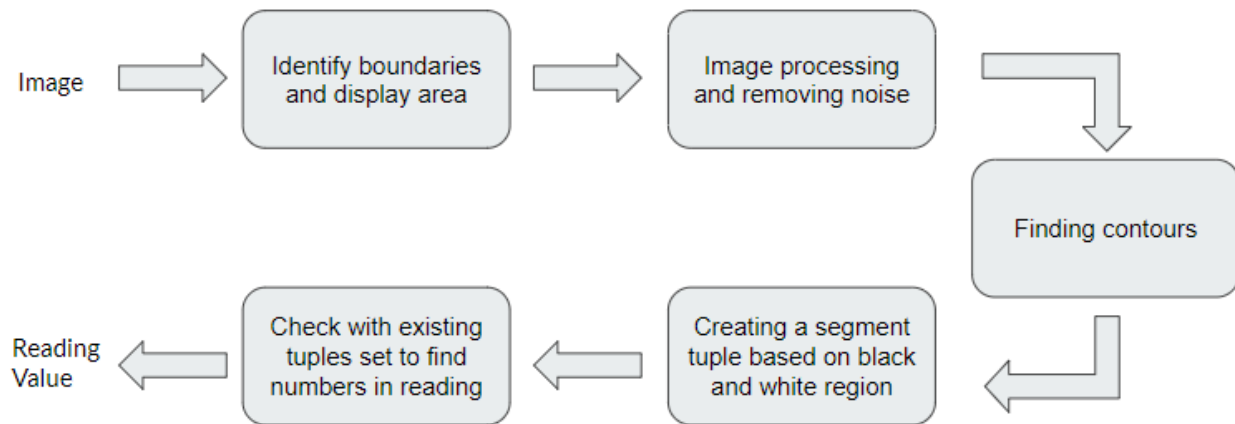 Image
Identify boundaries
and display area
Image processing
and removing noise
Finding contours
Creating a segment
tuple based on black
and white region
Check with existing
tuples set to find
numbers in reading
Reading
Value